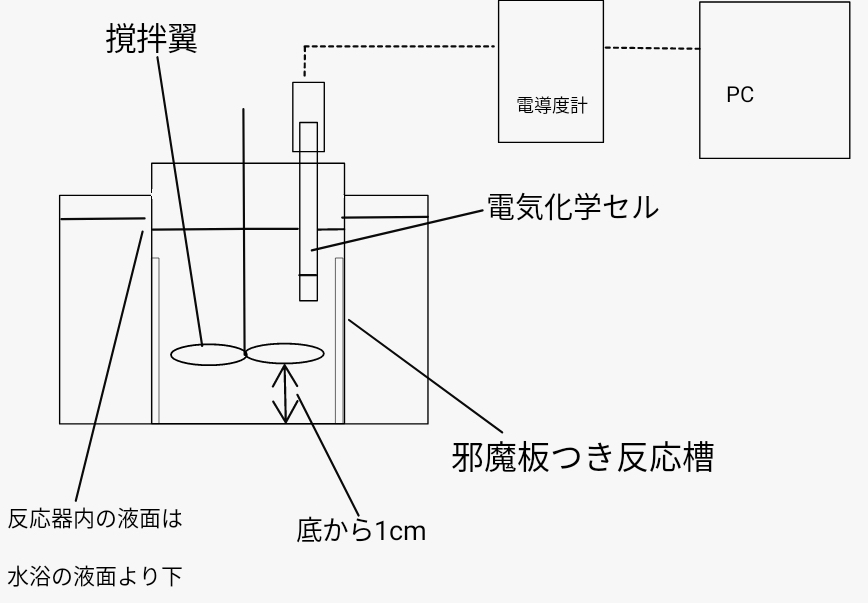 撹拌翼
電導度計
PC
電気化学セル
邪魔板つき反応槽
反応器内の液面は
水浴の液面より下
底から1cm